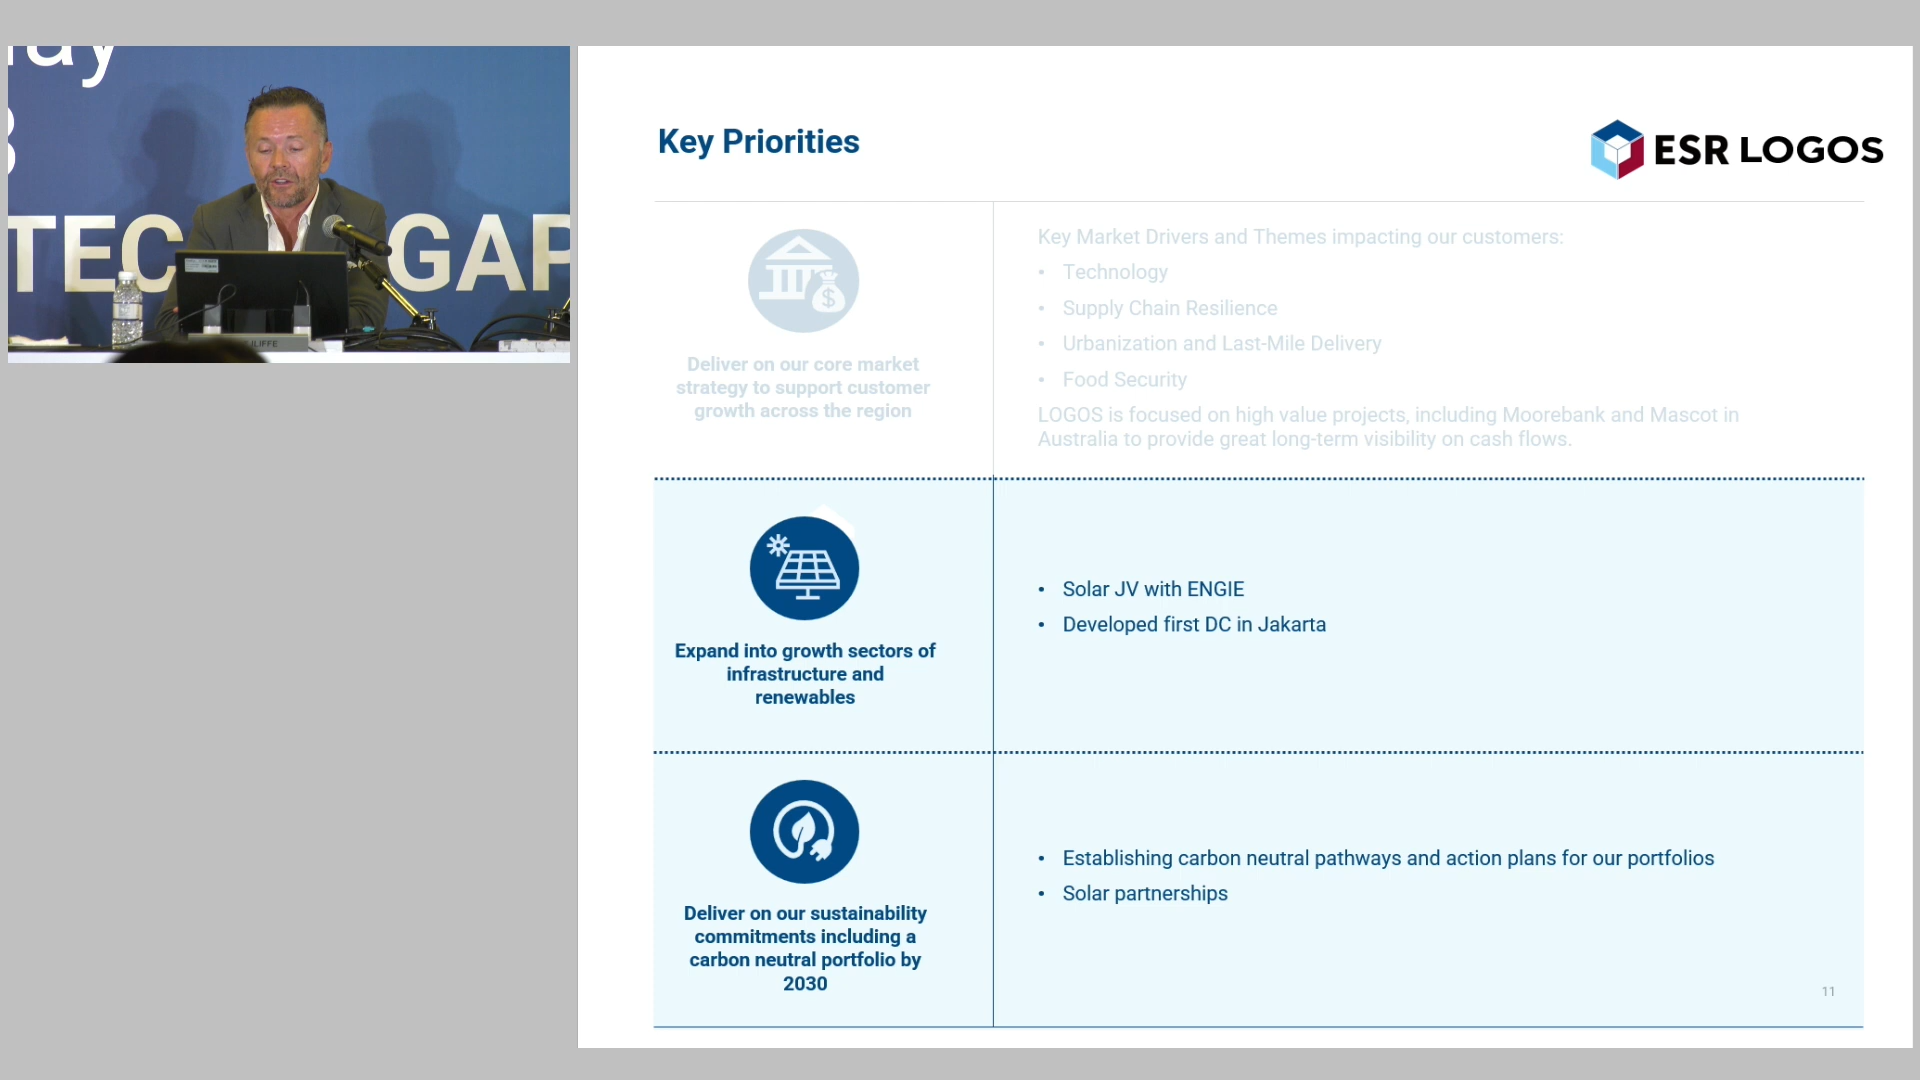 ay
TEC
GAP
ILIFFE
Key Priorities
ESR LOGOS
Deliver on our core market
strategy to support customer
growth across the region
Key Market Drivers and Themes impacting our customers:
• Technology
• Supply Chain Resilience
• Urbanization and Last-Mile Delivery
• Food Security
LOGOS is focused on high value projects, including Moorebank and Mascot in
Australia to provide great long-term visibility on cash flows.
Expand into growth sectors of
infrastructure and
renewables
• Solar JV with ENGIE
• Developed first DC in Jakarta
Deliver on our sustainability
commitments including a
carbon neutral portfolio by
2030
• Establishing carbon neutral pathways and action plans for our portfolios
• Solar partnerships
11